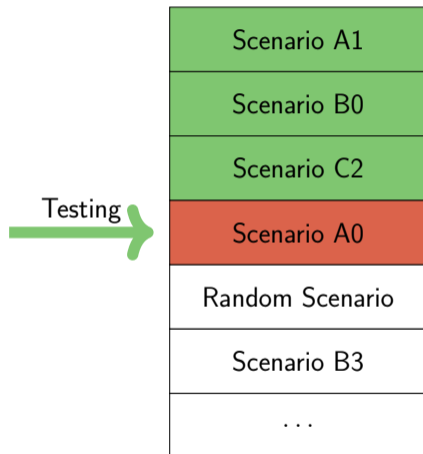 Scenario A1
Scenario B0
Scenario C2
Testing
Scenario A0
Random Scenario
Scenario B3
. . .